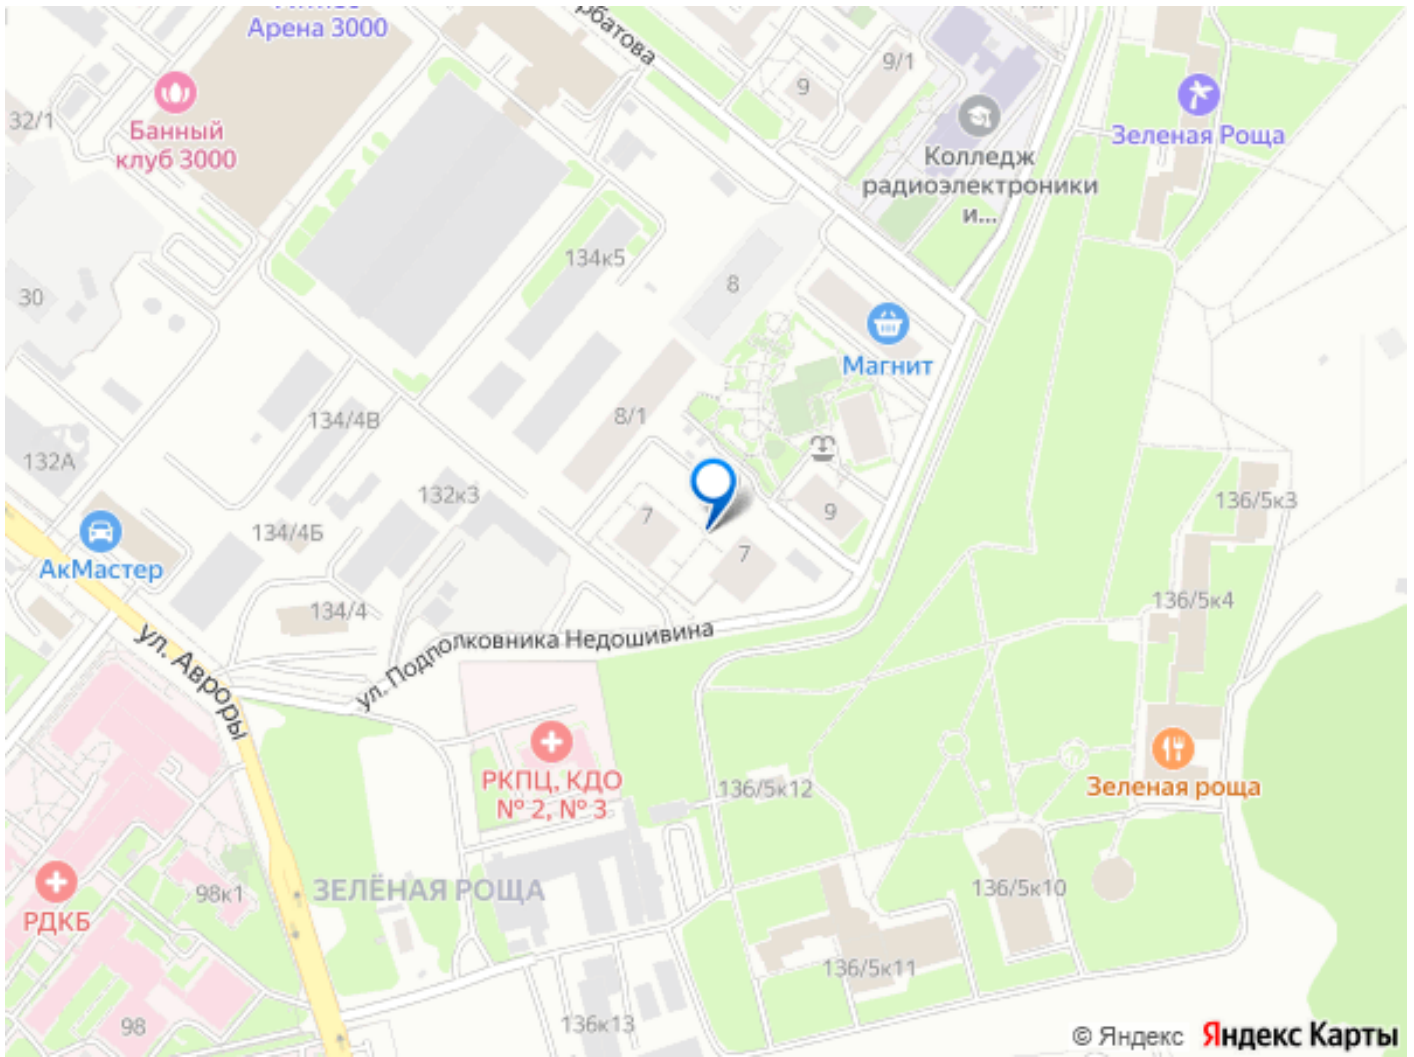 Арена 3000
рбатова
9/1
9
32/1
Банный
клуб 3000
Колледж
радиоэлектроники
и...
Зеленая Роща
134к5
8
30
Магнит
134/4В
8/1
132А
132к3
7
9
136/5к3
134/4Б
7
АкМастер
134/4
136/5к4
ул. Подполковника Недошивина
ул. Авроры
РКПЦ, КДО
№ 2, № 3
136/5к12
Зеленая роща
98к1
ЗЕЛЁНАЯ РОЩА
136/5к10
РДКБ
136/5к11
98
136к13
© Яндекс Яндекс Карты